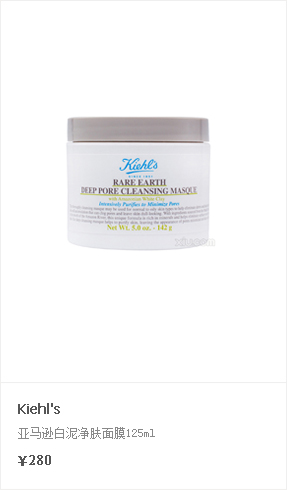 Kiehl's
SINCE 1851
RARE EARTH
DEEP PORE CLEANSING MASQUE
with Amazonian White Clay
Intensively Purifies to Minimize Pores
Net Wt. 5.0 oz. - 142 g
Kiehl's
亚马逊白泥净肤面膜125ml
¥280